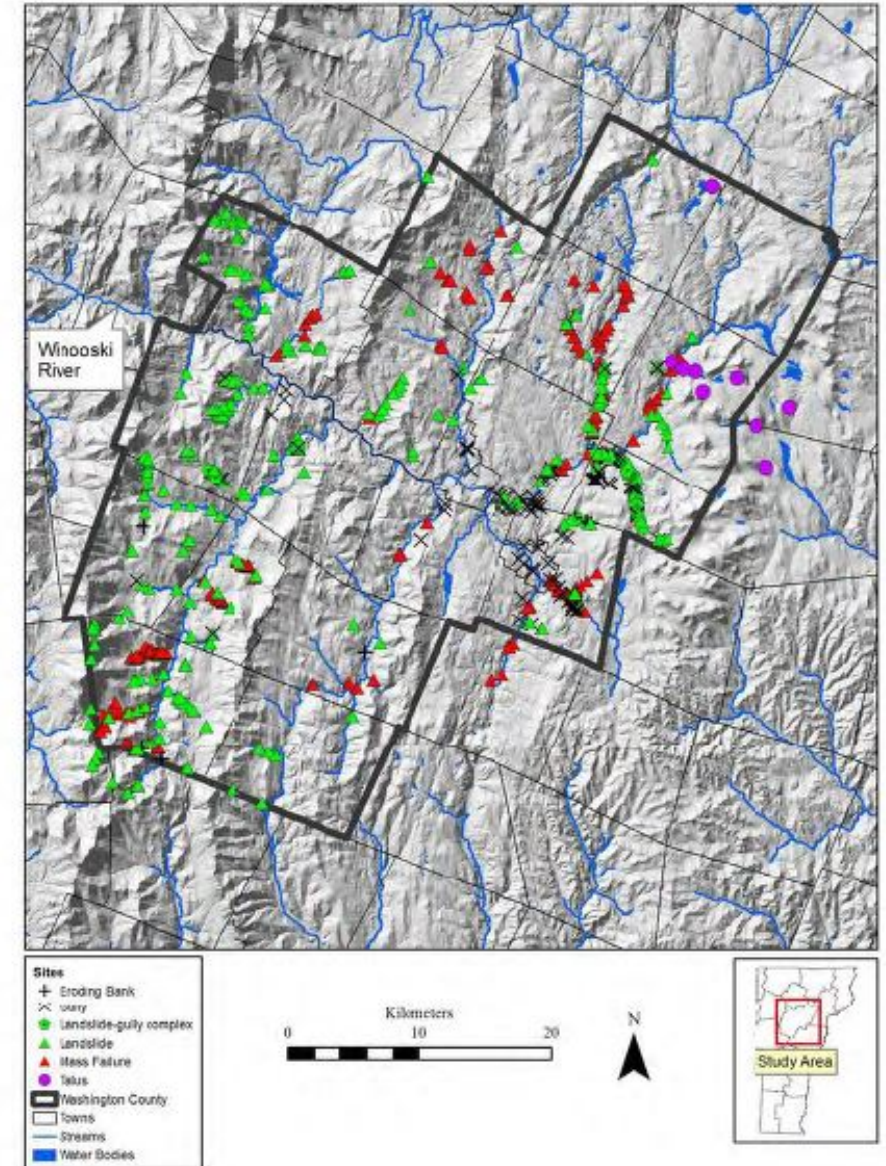 Winooski
River
Sites
Eroding Bank
Gully
Landslide-gully complex
Landslide
Mass Failure
Talus
Washington County
Towns
Streams
Water Bodies
Kilometers
0 10 20
N
Study Area